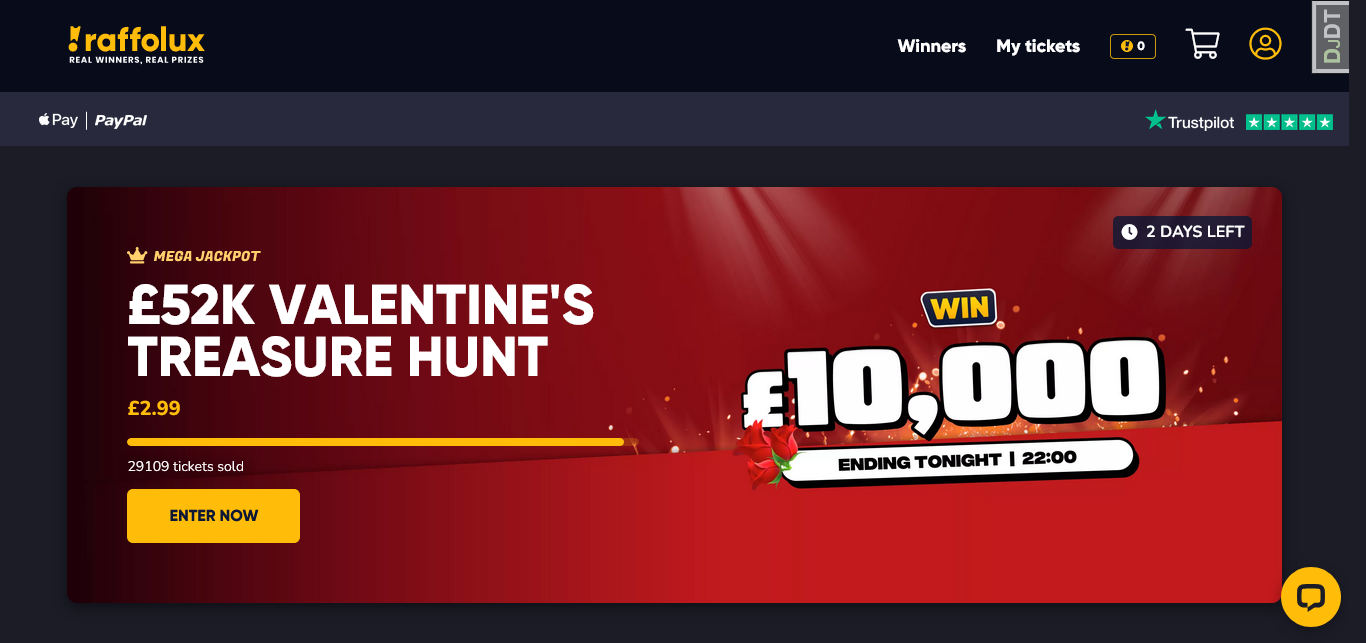 raffolux
REAL WINNERS, REAL PRIZES
Winners
My tickets
0
DjDT
Pay
PayPal
Trustpilot
2 DAYS LEFT
MEGA JACKPOT
£52K VALENTINE'S
TREASURE HUNT
£2.99
29109 tickets sold
ENTER NOW
WIN
£10,000
ENDING TONIGHT | 22:00